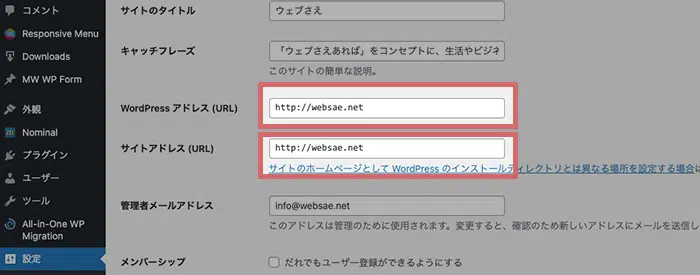 コメント
Responsive Menu
Downloads
MW WP Form
外観
Nominal
プラグイン
ユーザー
ツール
All-in-One WP
Migration
設定
サイトのタイトル
ウェブさえ
キャッチフレーズ
「ウェブさえあれば」をコンセプトに、生活やビジネ
このサイトの簡単な説明。
WordPress アドレス (URL)
http://websae.net
サイトアドレス (URL)
http://websae.net
サイトのホームページとして WordPress のインストールディレクトリとは異なる場所を設定する場合は
管理者メールアドレス
info@websae.net
このアドレスは管理のために使用されます。変更すると、確認のため新しいアドレスにメールを送信し
メンバーシップ
だれでもユーザー登録ができるようにする